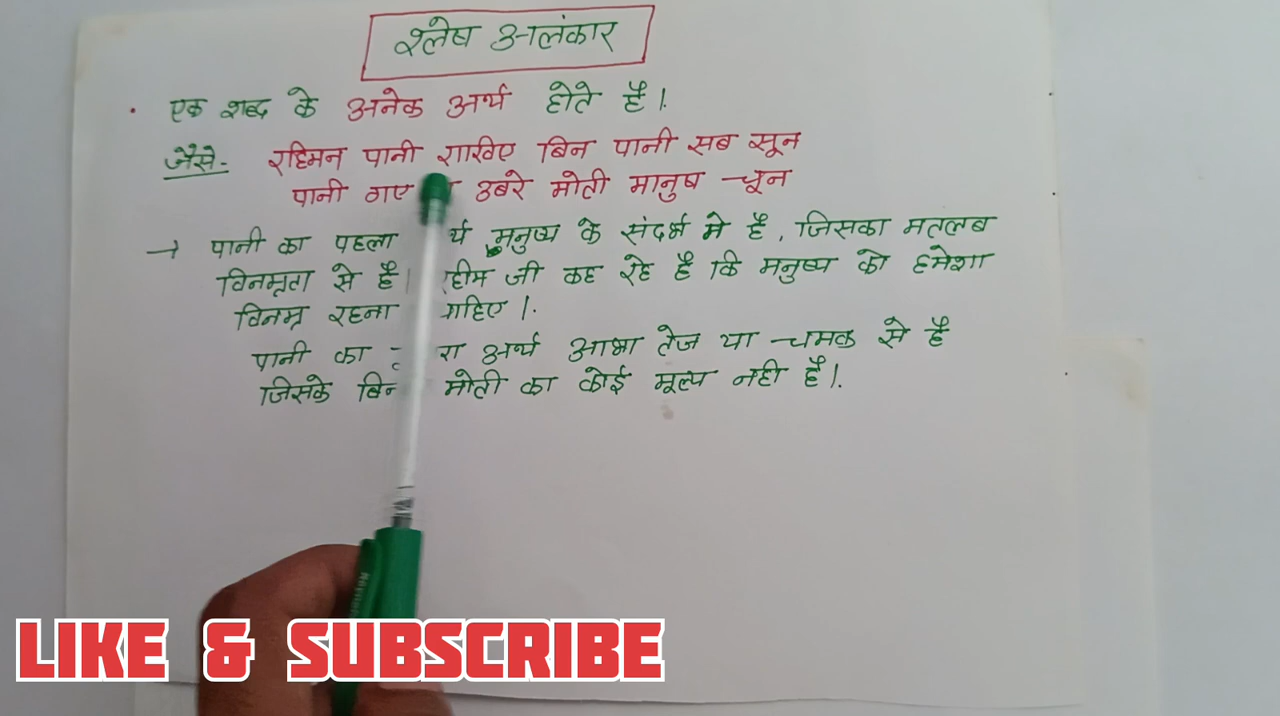 श्लेष अलंकार
• एक शब्द के अनेक अर्थ होते है।
जैसे- रहिमन पानी राखिए बिन पानी सब सून
पानी गए उबरे मोती मानुष चून
→ पानी का पहला मनुष्य के संदर्भ मे है, जिसका मतलब
विनम्रता से है। जी कह रहे है कि मनुष्य को हमेशा
विनम्र रहना
पानी का अर्थ आभा तेज या चमक से है
जिसके मोती का कोई मूल्य नही है।
LIKE & SUBSCRIBE